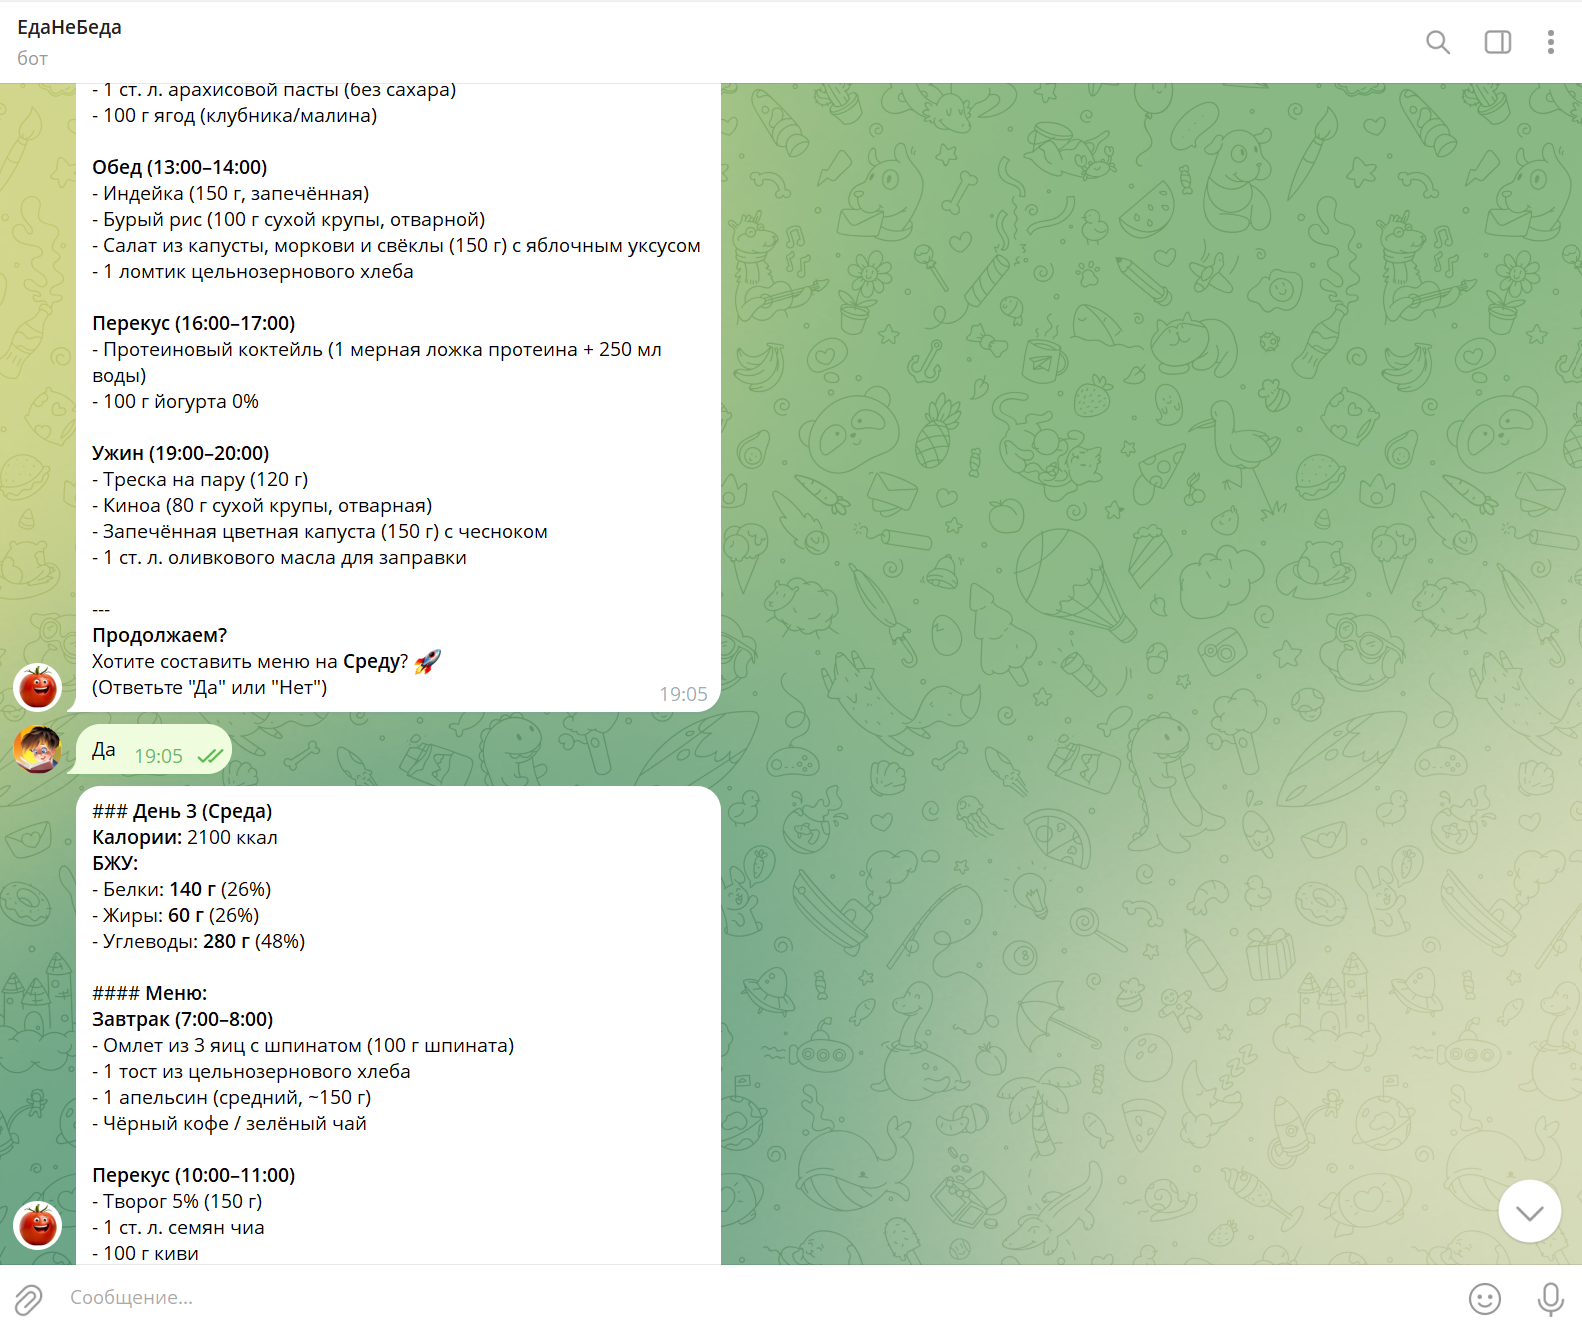 ЕдаНеБеда
бот
- 1 ст. л. арахисовой пасты (без сахара)
- 100 г ягод (клубника/малина)
Обед (13:00–14:00)
- Индейка (150 г, запечённая)
- Бурый рис (100 г сухой крупы, отварной)
- Салат из капусты, моркови и свёклы (150 г) с яблочным уксусом
- 1 ломтик цельнозернового хлеба
Перекус (16:00–17:00)
- Протеиновый коктейль (1 мерная ложка протеина + 250 мл
воды)
- 100 г йогурта 0%
Ужин (19:00–20:00)
- Треска на пару (120 г)
- Киноа (80 г сухой крупы, отварная)
- Запечённая цветная капуста (150 г) с чесноком
- 1 ст. л. оливкового масла для заправки
---
Продолжаем?
Хотите составить меню на Среду? 🚀
(Ответьте "Да" или "Нет")
19:05
Да 19:05
### День 3 (Среда)
Калории: 2100 ккал
БЖУ:
- Белки: 140 г (26%)
- Жиры: 60 г (26%)
- Углеводы: 280 г (48%)
#### Меню:
Завтрак (7:00–8:00)
- Омлет из 3 яиц с шпинатом (100 г шпината)
- 1 тост из цельнозернового хлеба
- 1 апельсин (средний, ~150 г)
- Чёрный кофе / зелёный чай
Перекус (10:00–11:00)
- Творог 5% (150 г)
- 1 ст. л. семян чиа
- 100 г киви
Сообщение...